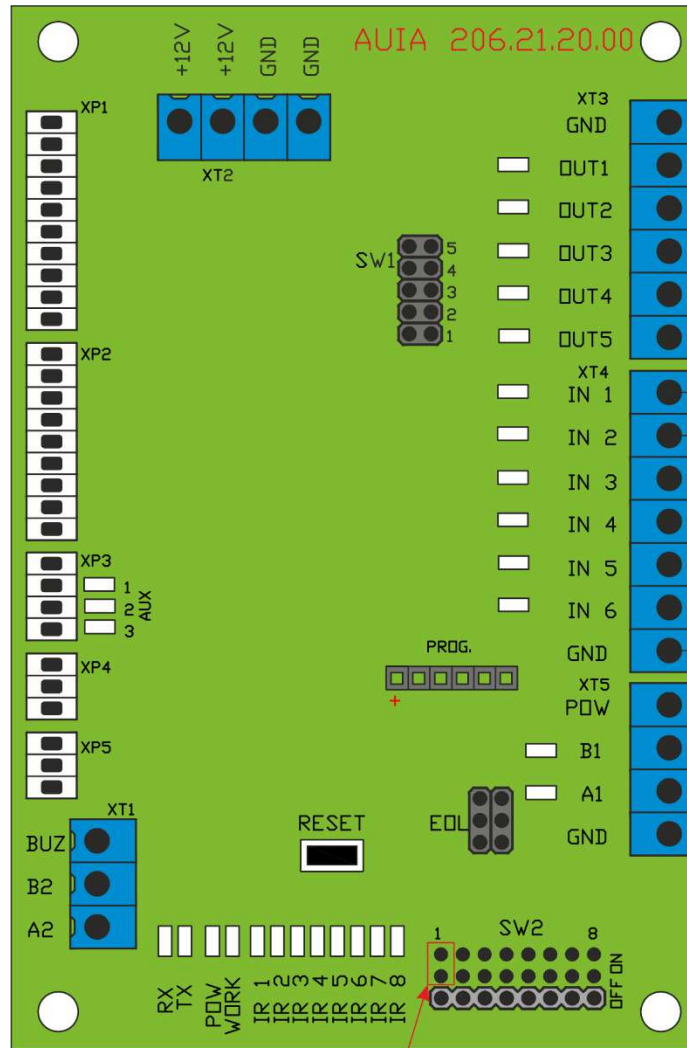 AUIA 206.21.20.00
+12V
+12V
GND
GND
XT2
XP1
XP2
XP3
1
2
3
AUX
XP4
XP5
XT1
BUZ
B2
A2
SW1
5
4
3
2
1
XT3
GND
OUT1
OUT2
OUT3
OUT4
OUT5
XT4
IN 1
IN 2
IN 3
IN 4
IN 5
IN 6
GND
XT5
POW
B1
A1
GND
PROG.
+
RESET
EOL
RX
TX
POW
WORK
IR 1
IR 2
IR 3
IR 4
IR 5
IR 6
IR 7
IR 8
1
SW2
8
OFF ON